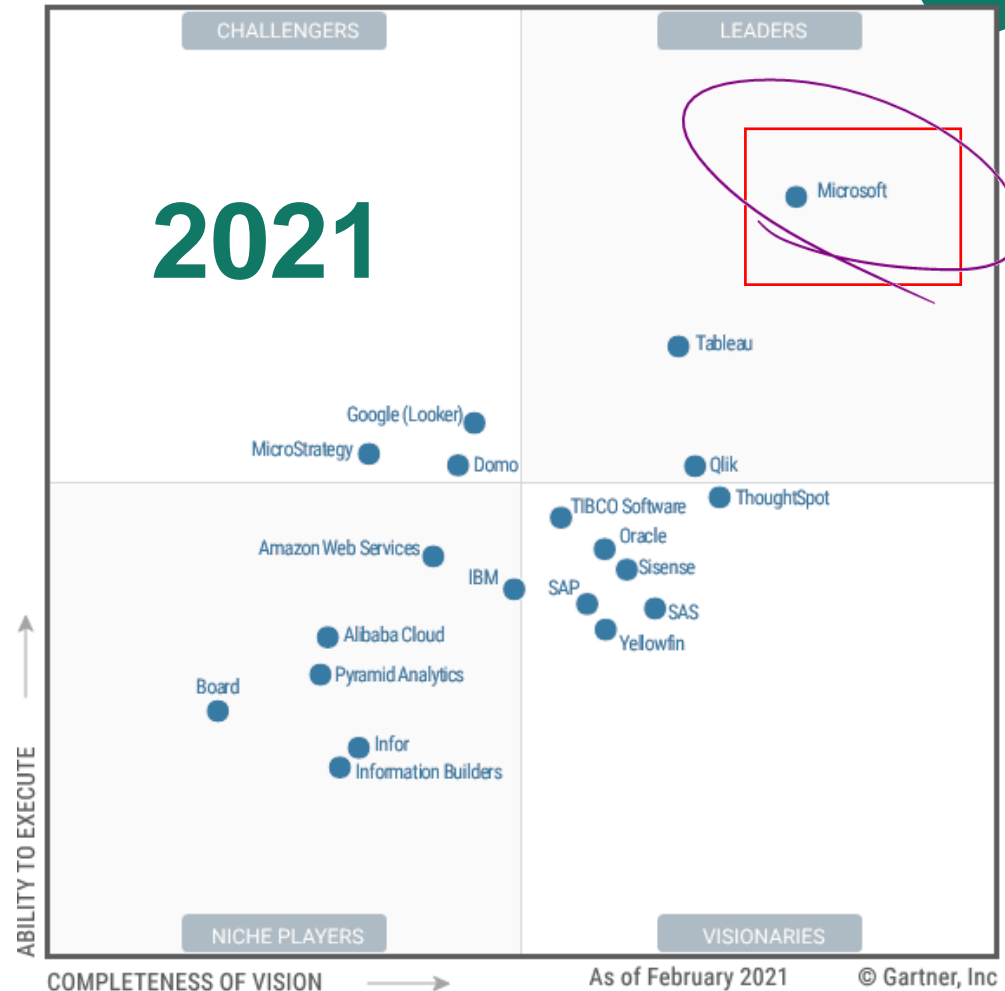 CHALLENGERS
LEADERS
2021
Microsoft
Tableau
Google (Looker)
MicroStrategy
Domo
Qlik
ThoughtSpot
TIBCO Software
Oracle
Amazon Web Services
Sisense
IBM
SAP
SAS
Yellowfin
Alibaba Cloud
Pyramid Analytics
Board
Infor
Information Builders
NICHE PLAYERS
VISIONARIES
ABILITY TO EXECUTE
COMPLETENESS OF VISION
As of February 2021
© Gartner, Inc